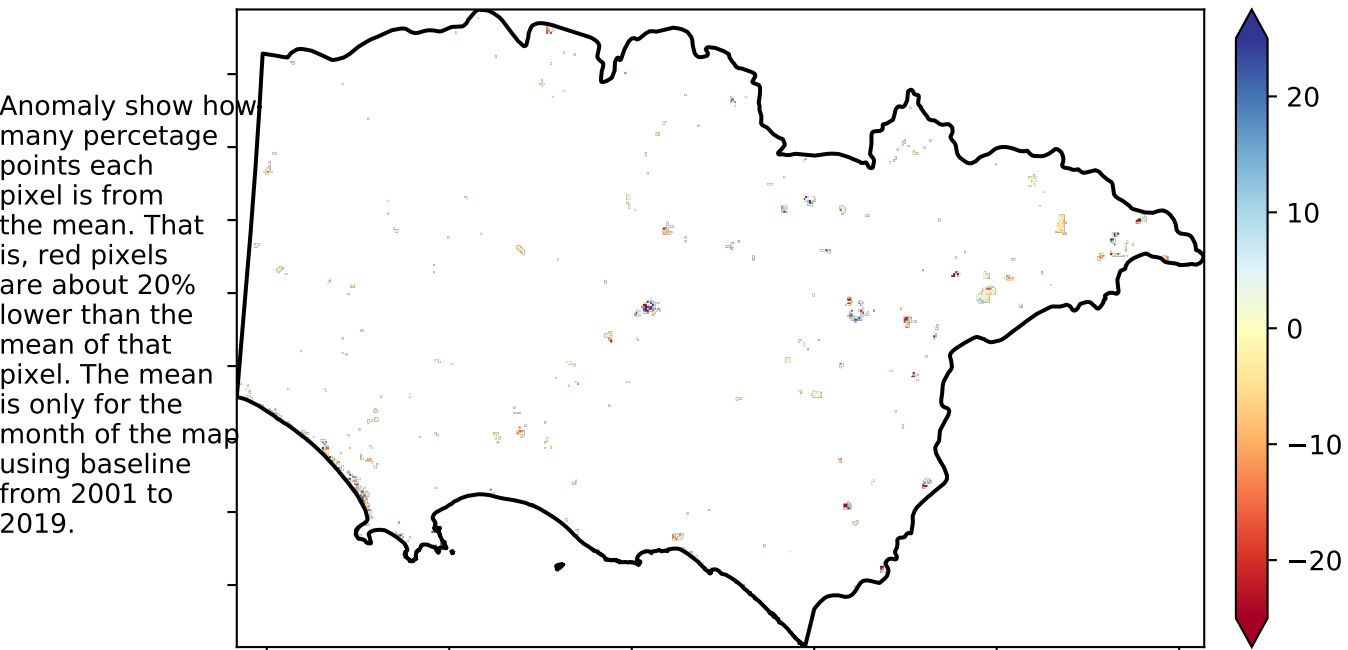 Anomaly show how
many percetage
points each
pixel is from
the mean. That
is, red pixels
are about 20%
lower than the
mean of that
pixel. The mean
is only for the
month of the map
using baseline
from 2001 to
2019.
20
10
0
−10
−20